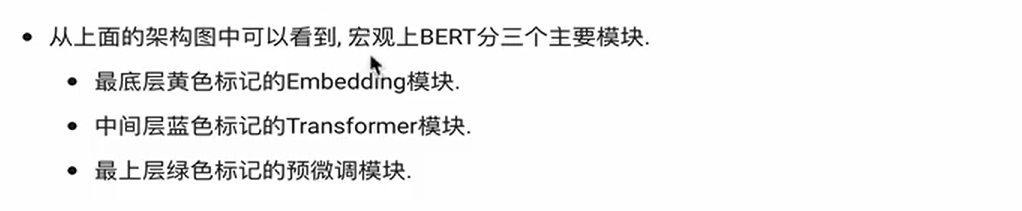 从上面的架构图中可以看到, 宏观上BERT分三个主要模块.
最底层黄色标记的Embedding模块.
中间层蓝色标记的Transformer模块.
最上层绿色标记的预微调模块.